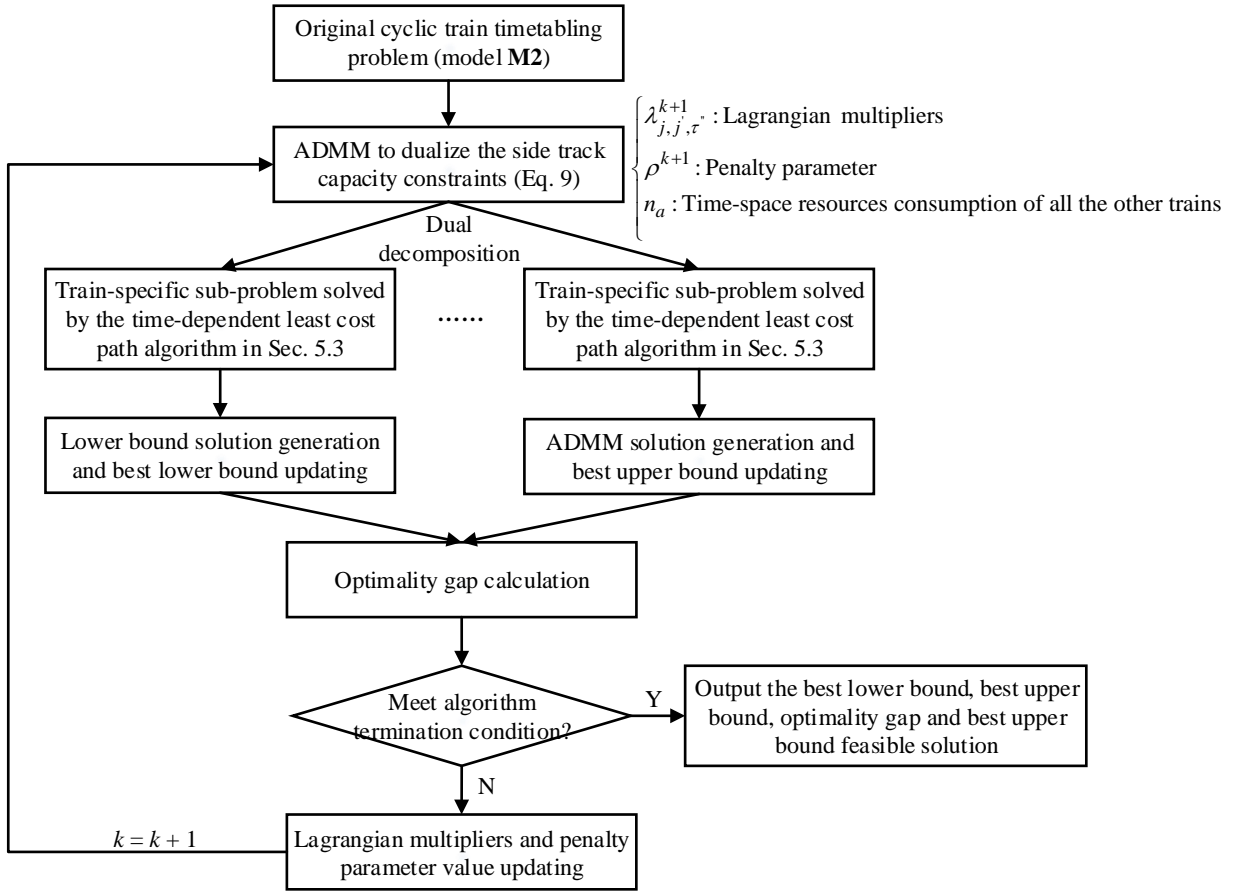 Original cyclic train timetabling
problem (model M2)
ADMM to dualize the side track
capacity constraints (Eq. 9)
λ^{k+1}_{j,j',τ"} : Lagrangian multipliers
ρ^{k+1} : Penalty parameter
n_a : Time-space resources consumption of all the other trains
Dual
decomposition
Train-specific sub-problem solved
by the time-dependent least cost
path algorithm in Sec. 5.3
......
Train-specific sub-problem solved
by the time-dependent least cost
path algorithm in Sec. 5.3
Lower bound solution generation
and best lower bound updating
ADMM solution generation and
best upper bound updating
Optimality gap calculation
Meet algorithm
termination condition?
Y
Output the best lower bound, best upper
bound, optimality gap and best upper
bound feasible solution
N
k = k + 1
Lagrangian multipliers and penalty
parameter value updating